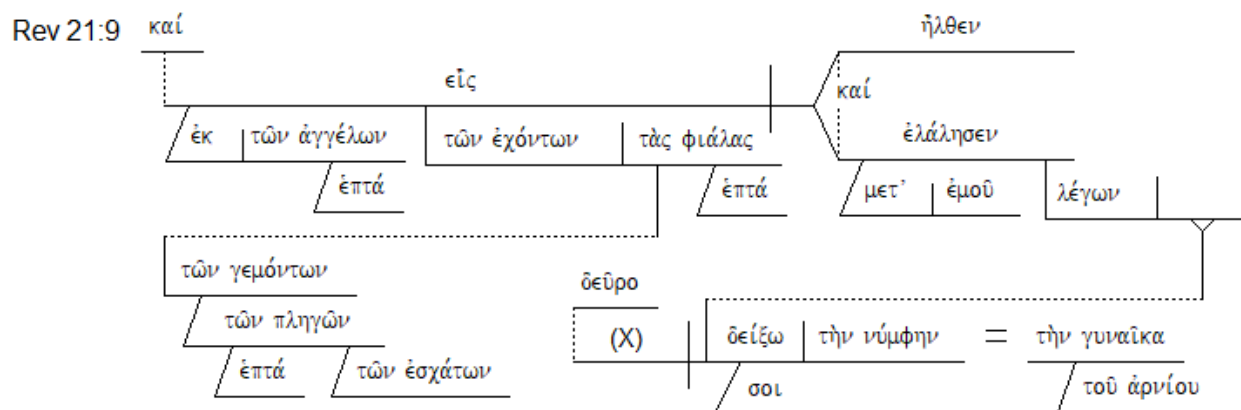 Rev 21:9 καί
ἦλθεν
εἷς
καί
ἐκ τῶν ἀγγέλων τῶν ἐχόντων τὰς φιάλας ἐλάλησεν
ἑπτά ἑπτά μετ’ ἐμοῦ λέγων
τῶν γεμόντων
δεῦρο
τῶν πληγῶν (X) δείξω τὴν νύμφην = τὴν γυναῖκα
ἑπτά τῶν ἐσχάτων σοι τοῦ ἀρνίου